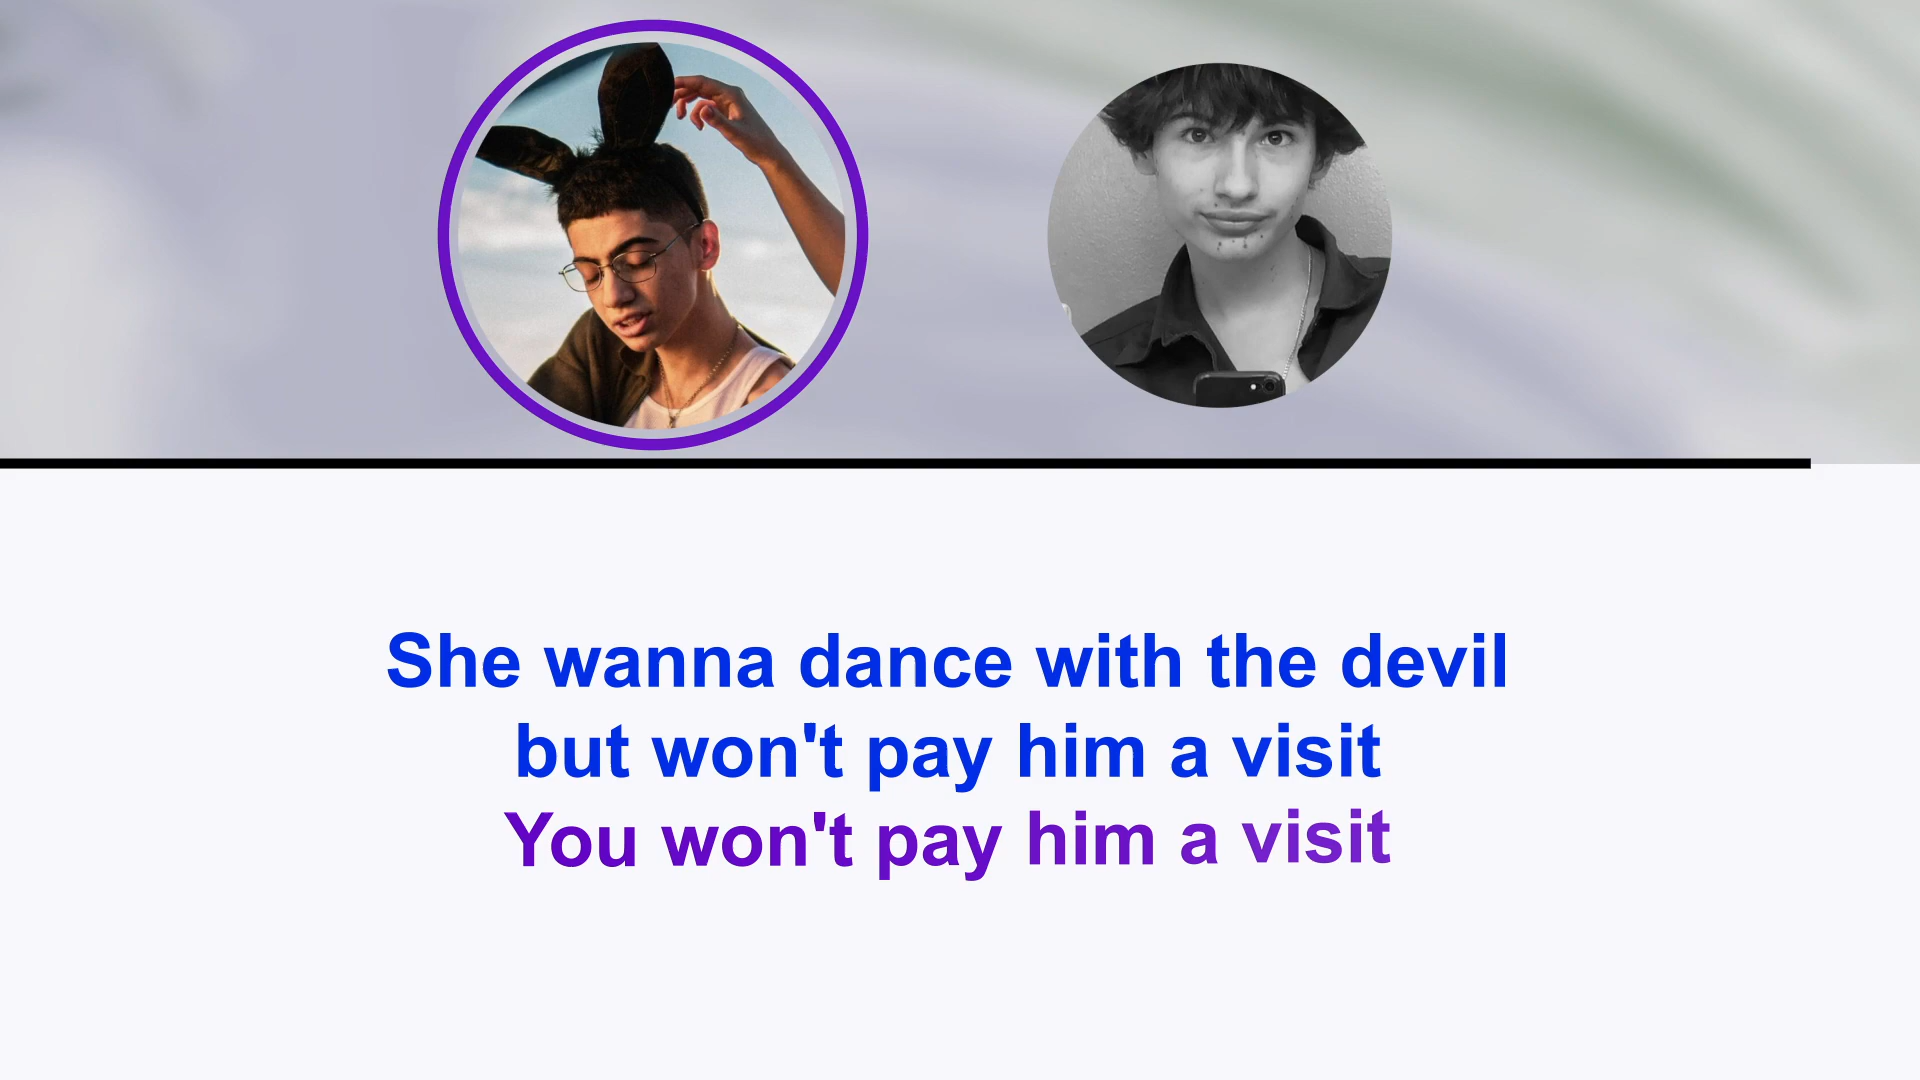 She wanna dance with the devil
but won't pay him a visit
You won't pay him a visit